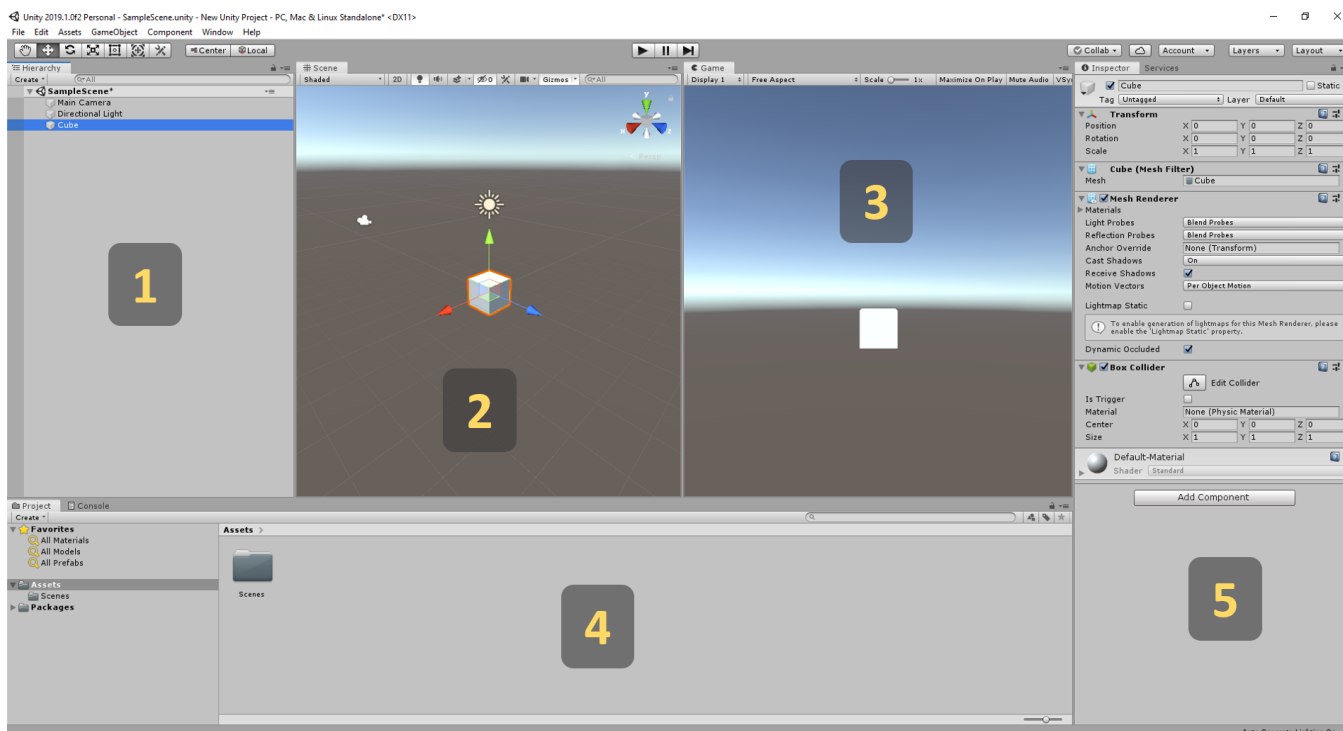 Unity 2019.1.0f2 Personal - SampleScene.unity - New Unity Project - PC, Mac & Linux Standalone* <DX11>
File Edit Assets GameObject Component Window Help
Center Local Collab Account Layers Layout
Hierarchy
Create All
SampleScene*
Main Camera
Directional Light
Cube
1
Scene
Shaded 2D 0 Gizmos All
y
x z
Persp
2
Game
Display 1 Free Aspect Scale 1x Maximize On Play Mute Audio VSy
3
Project Console
Create
Favorites
All Materials
All Models
All Prefabs
Assets
Scenes
Packages
Assets >
Scenes
4
Inspector Services
Cube Static
Tag Untagged Layer Default
Transform
Position X 0 Y 0 Z 0
Rotation X 0 Y 0 Z 0
Scale X 1 Y 1 Z 1
Cube (Mesh Filter)
Mesh Cube
Mesh Renderer
Materials
Light Probes Blend Probes
Reflection Probes Blend Probes
Anchor Override None (Transform)
Cast Shadows On
Receive Shadows
Motion Vectors Per Object Motion
Lightmap Static
To enable generation of lightmaps for this Mesh Renderer, please
enable the 'Lightmap Static' property.
Dynamic Occluded
Box Collider
Edit Collider
Is Trigger
Material None (Physic Material)
Center X 0 Y 0 Z 0
Size X 1 Y 1 Z 1
Default-Material
Shader Standard
Add Component
5